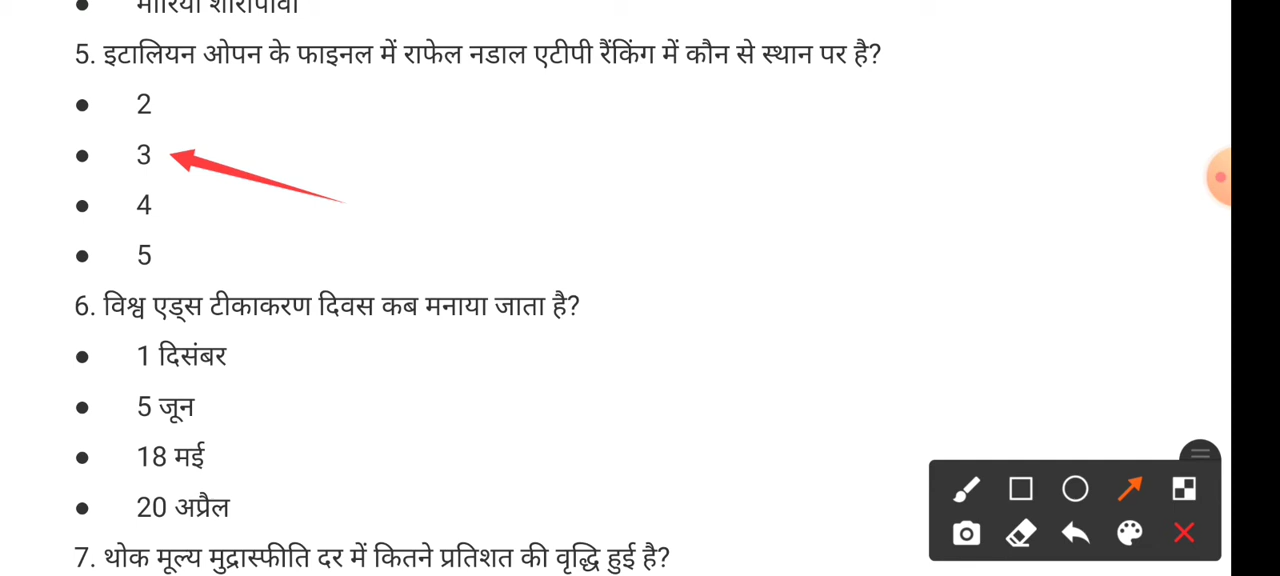 मारिया शारापोवा
5. इटालियन ओपन के फाइनल में राफेल नडाल एटीपी रैंकिंग में कौन से स्थान पर है?
2
3
4
5
6. विश्व एड्स टीकाकरण दिवस कब मनाया जाता है?
1 दिसंबर
5 जून
18 मई
20 अप्रैल
7. थोक मूल्य मुद्रास्फीति दर में कितने प्रतिशत की वृद्धि हुई है?